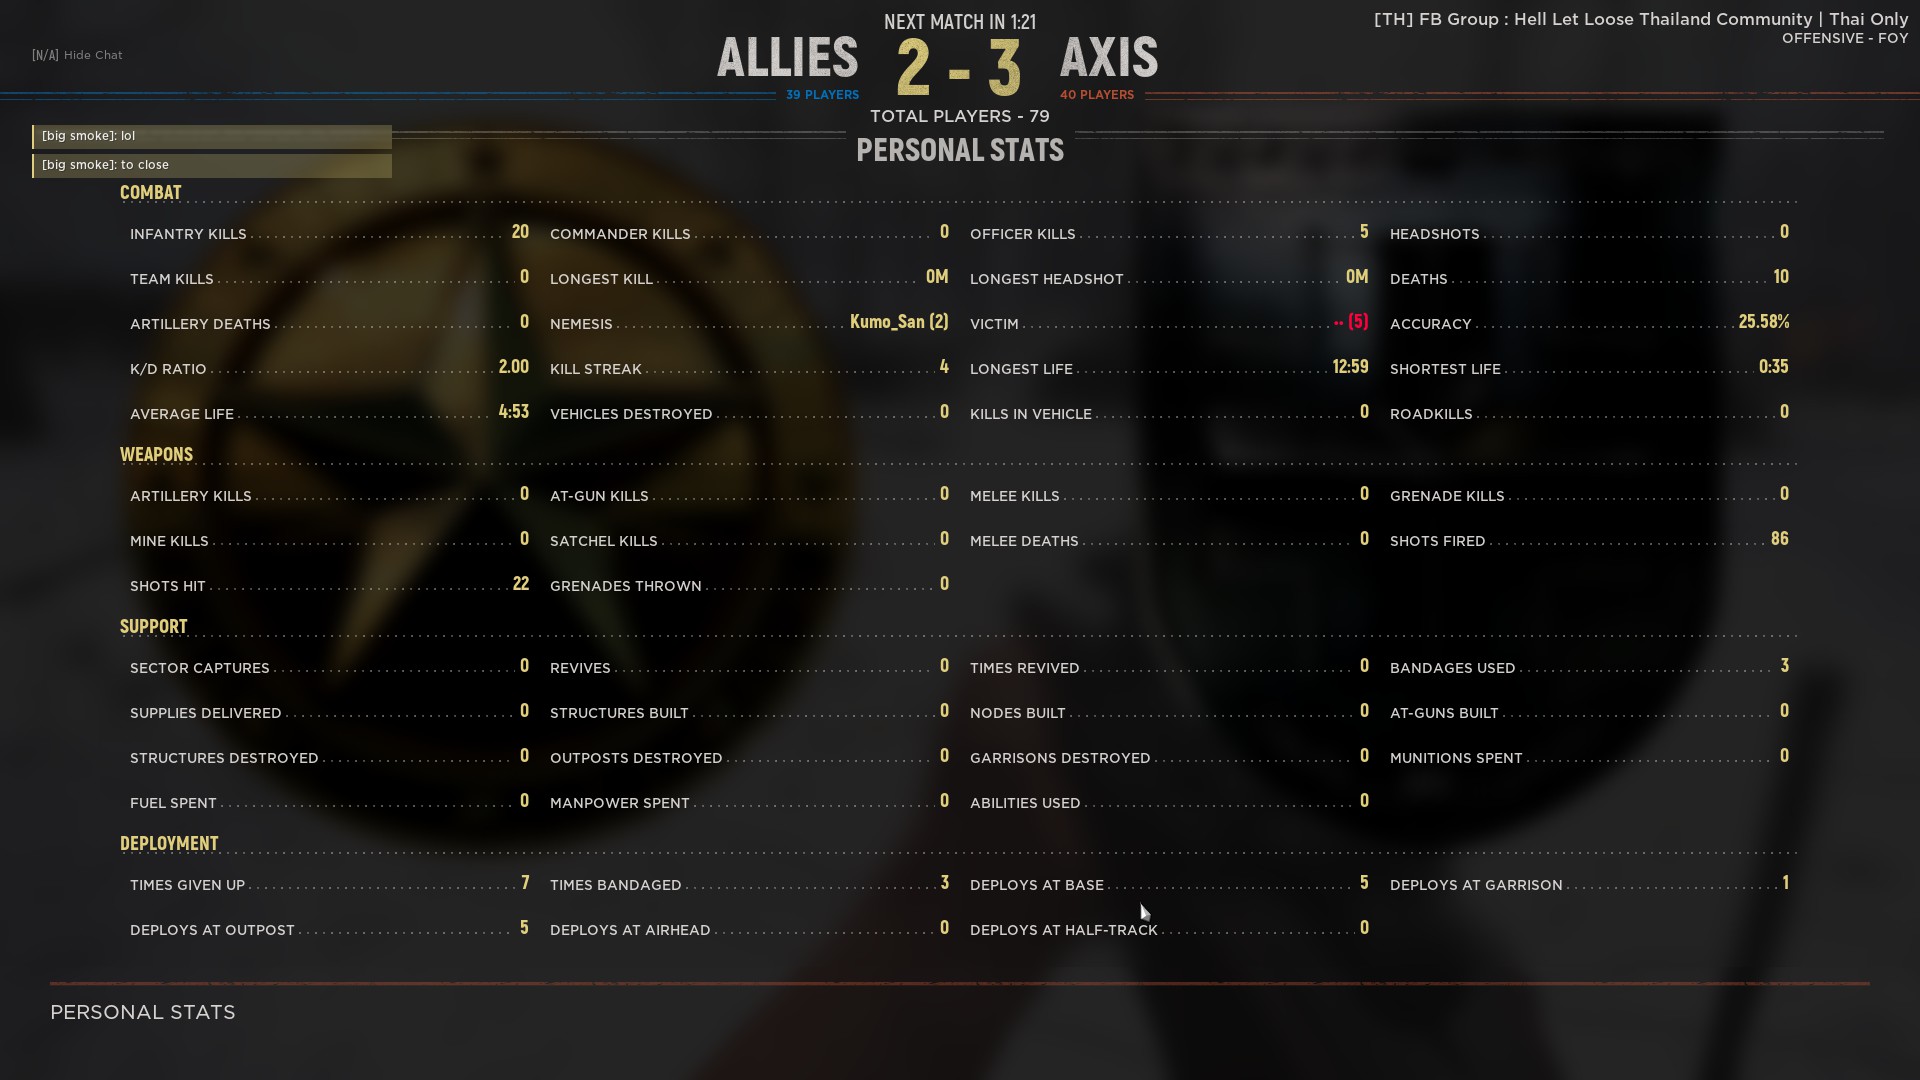 NEXT MATCH IN 1:21
[TH] FB Group : Hell Let Loose Thailand Community | Thai Only
OFFENSIVE - FOY
[N/A] Hide Chat
ALLIES 2 - 3 AXIS
39 PLAYERS 40 PLAYERS
TOTAL PLAYERS - 79
[big smoke]: lol
[big smoke]: to close
PERSONAL STATS
COMBAT
INFANTRY KILLS 20 COMMANDER KILLS 0 OFFICER KILLS 5 HEADSHOTS 0
TEAM KILLS 0 LONGEST KILL 0M LONGEST HEADSHOT 0M DEATHS 10
ARTILLERY DEATHS 0 NEMESIS Kumo_San (2) VICTIM •• (5) ACCURACY 25.58%
K/D RATIO 2.00 KILL STREAK 4 LONGEST LIFE 12:59 SHORTEST LIFE 0:35
AVERAGE LIFE 4:53 VEHICLES DESTROYED 0 KILLS IN VEHICLE 0 ROADKILLS 0
WEAPONS
ARTILLERY KILLS 0 AT-GUN KILLS 0 MELEE KILLS 0 GRENADE KILLS 0
MINE KILLS 0 SATCHEL KILLS 0 MELEE DEATHS 0 SHOTS FIRED 86
SHOTS HIT 22 GRENADES THROWN 0
SUPPORT
SECTOR CAPTURES 0 REVIVES 0 TIMES REVIVED 0 BANDAGES USED 3
SUPPLIES DELIVERED 0 STRUCTURES BUILT 0 NODES BUILT 0 AT-GUNS BUILT 0
STRUCTURES DESTROYED 0 OUTPOSTS DESTROYED 0 GARRISONS DESTROYED 0 MUNITIONS SPENT 0
FUEL SPENT 0 MANPOWER SPENT 0 ABILITIES USED 0
DEPLOYMENT
TIMES GIVEN UP 7 TIMES BANDAGED 3 DEPLOYS AT BASE 5 DEPLOYS AT GARRISON 1
DEPLOYS AT OUTPOST 5 DEPLOYS AT AIRHEAD 0 DEPLOYS AT HALF-TRACK 0
PERSONAL STATS